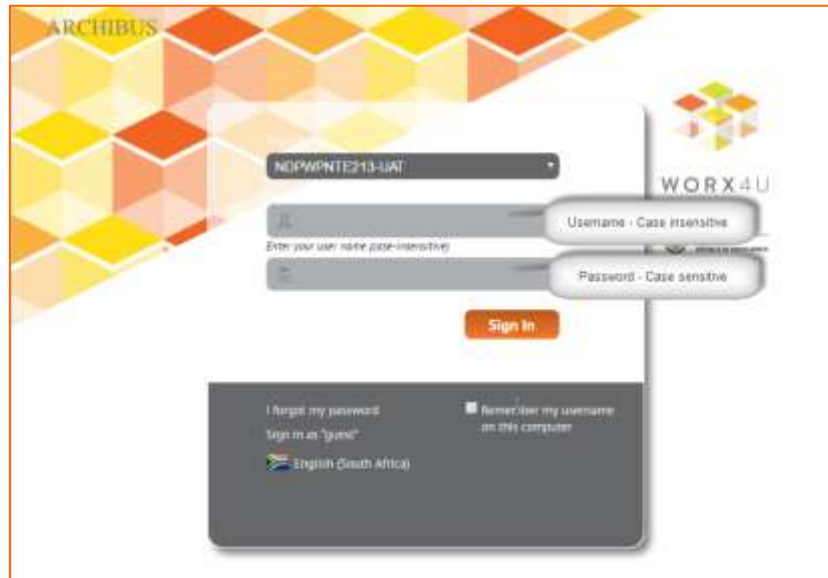 ARCHIBUS
NDPWPNTE213-UAT
WORX4U
Username - Case insensitive
Enter your user name (case-insensitive)
Password - Case sensitive
Sign In
I forgot my password
Remember my username
on this computer
Sign in as "guest"
English (South Africa)